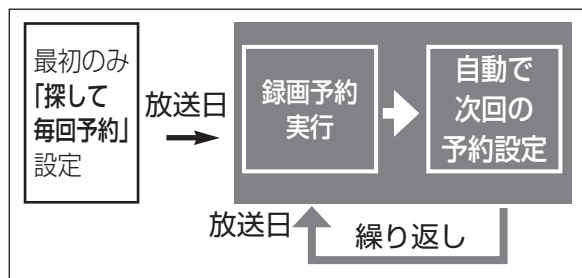 最初のみ
「探して
毎回予約」
設定
放送日
録画予約
実行
自動で
次回の
予約設定
放送日
繰り返し